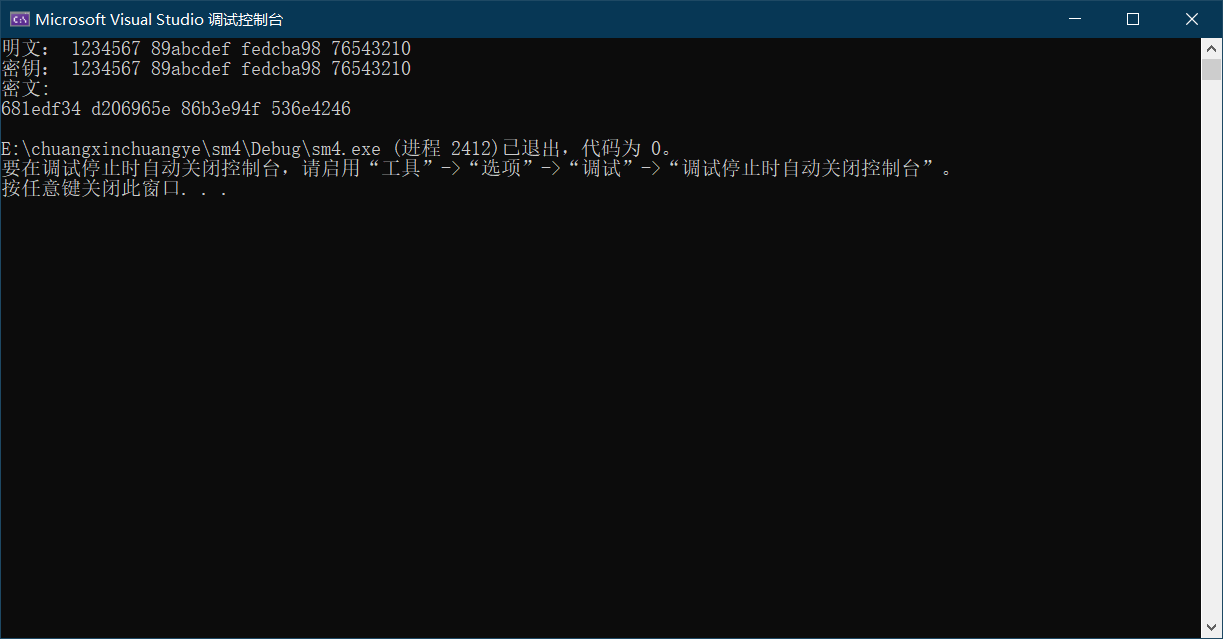 Microsoft Visual Studio 调试控制台
明文： 1234567 89abcdef fedcba98 76543210
密钥： 1234567 89abcdef fedcba98 76543210
密文:
681edf34 d206965e 86b3e94f 536e4246
E:\chuangxinchuangye\sm4\Debug\sm4.exe (进程 2412)已退出，代码为 0。
要在调试停止时自动关闭控制台，请启用“工具”->“选项”->“调试”->“调试停止时自动关闭控制台”。
按任意键关闭此窗口. . .